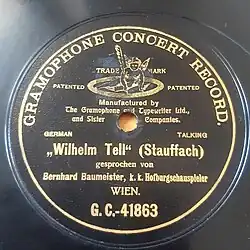 GRAMOPHONE CONCERT RECORD.
TRADE MARK
PATENTED PATENTED
Manufactured by
The Gramophone and Typewriter Ltd.,
and Sister Companies.
GERMAN TALKING
„Wilhelm Tell“ (Stauffach)
gesprochen von
Bernhard Baumeister, k. k. Hofburgschauspieler
WIEN.
G.C.-41863